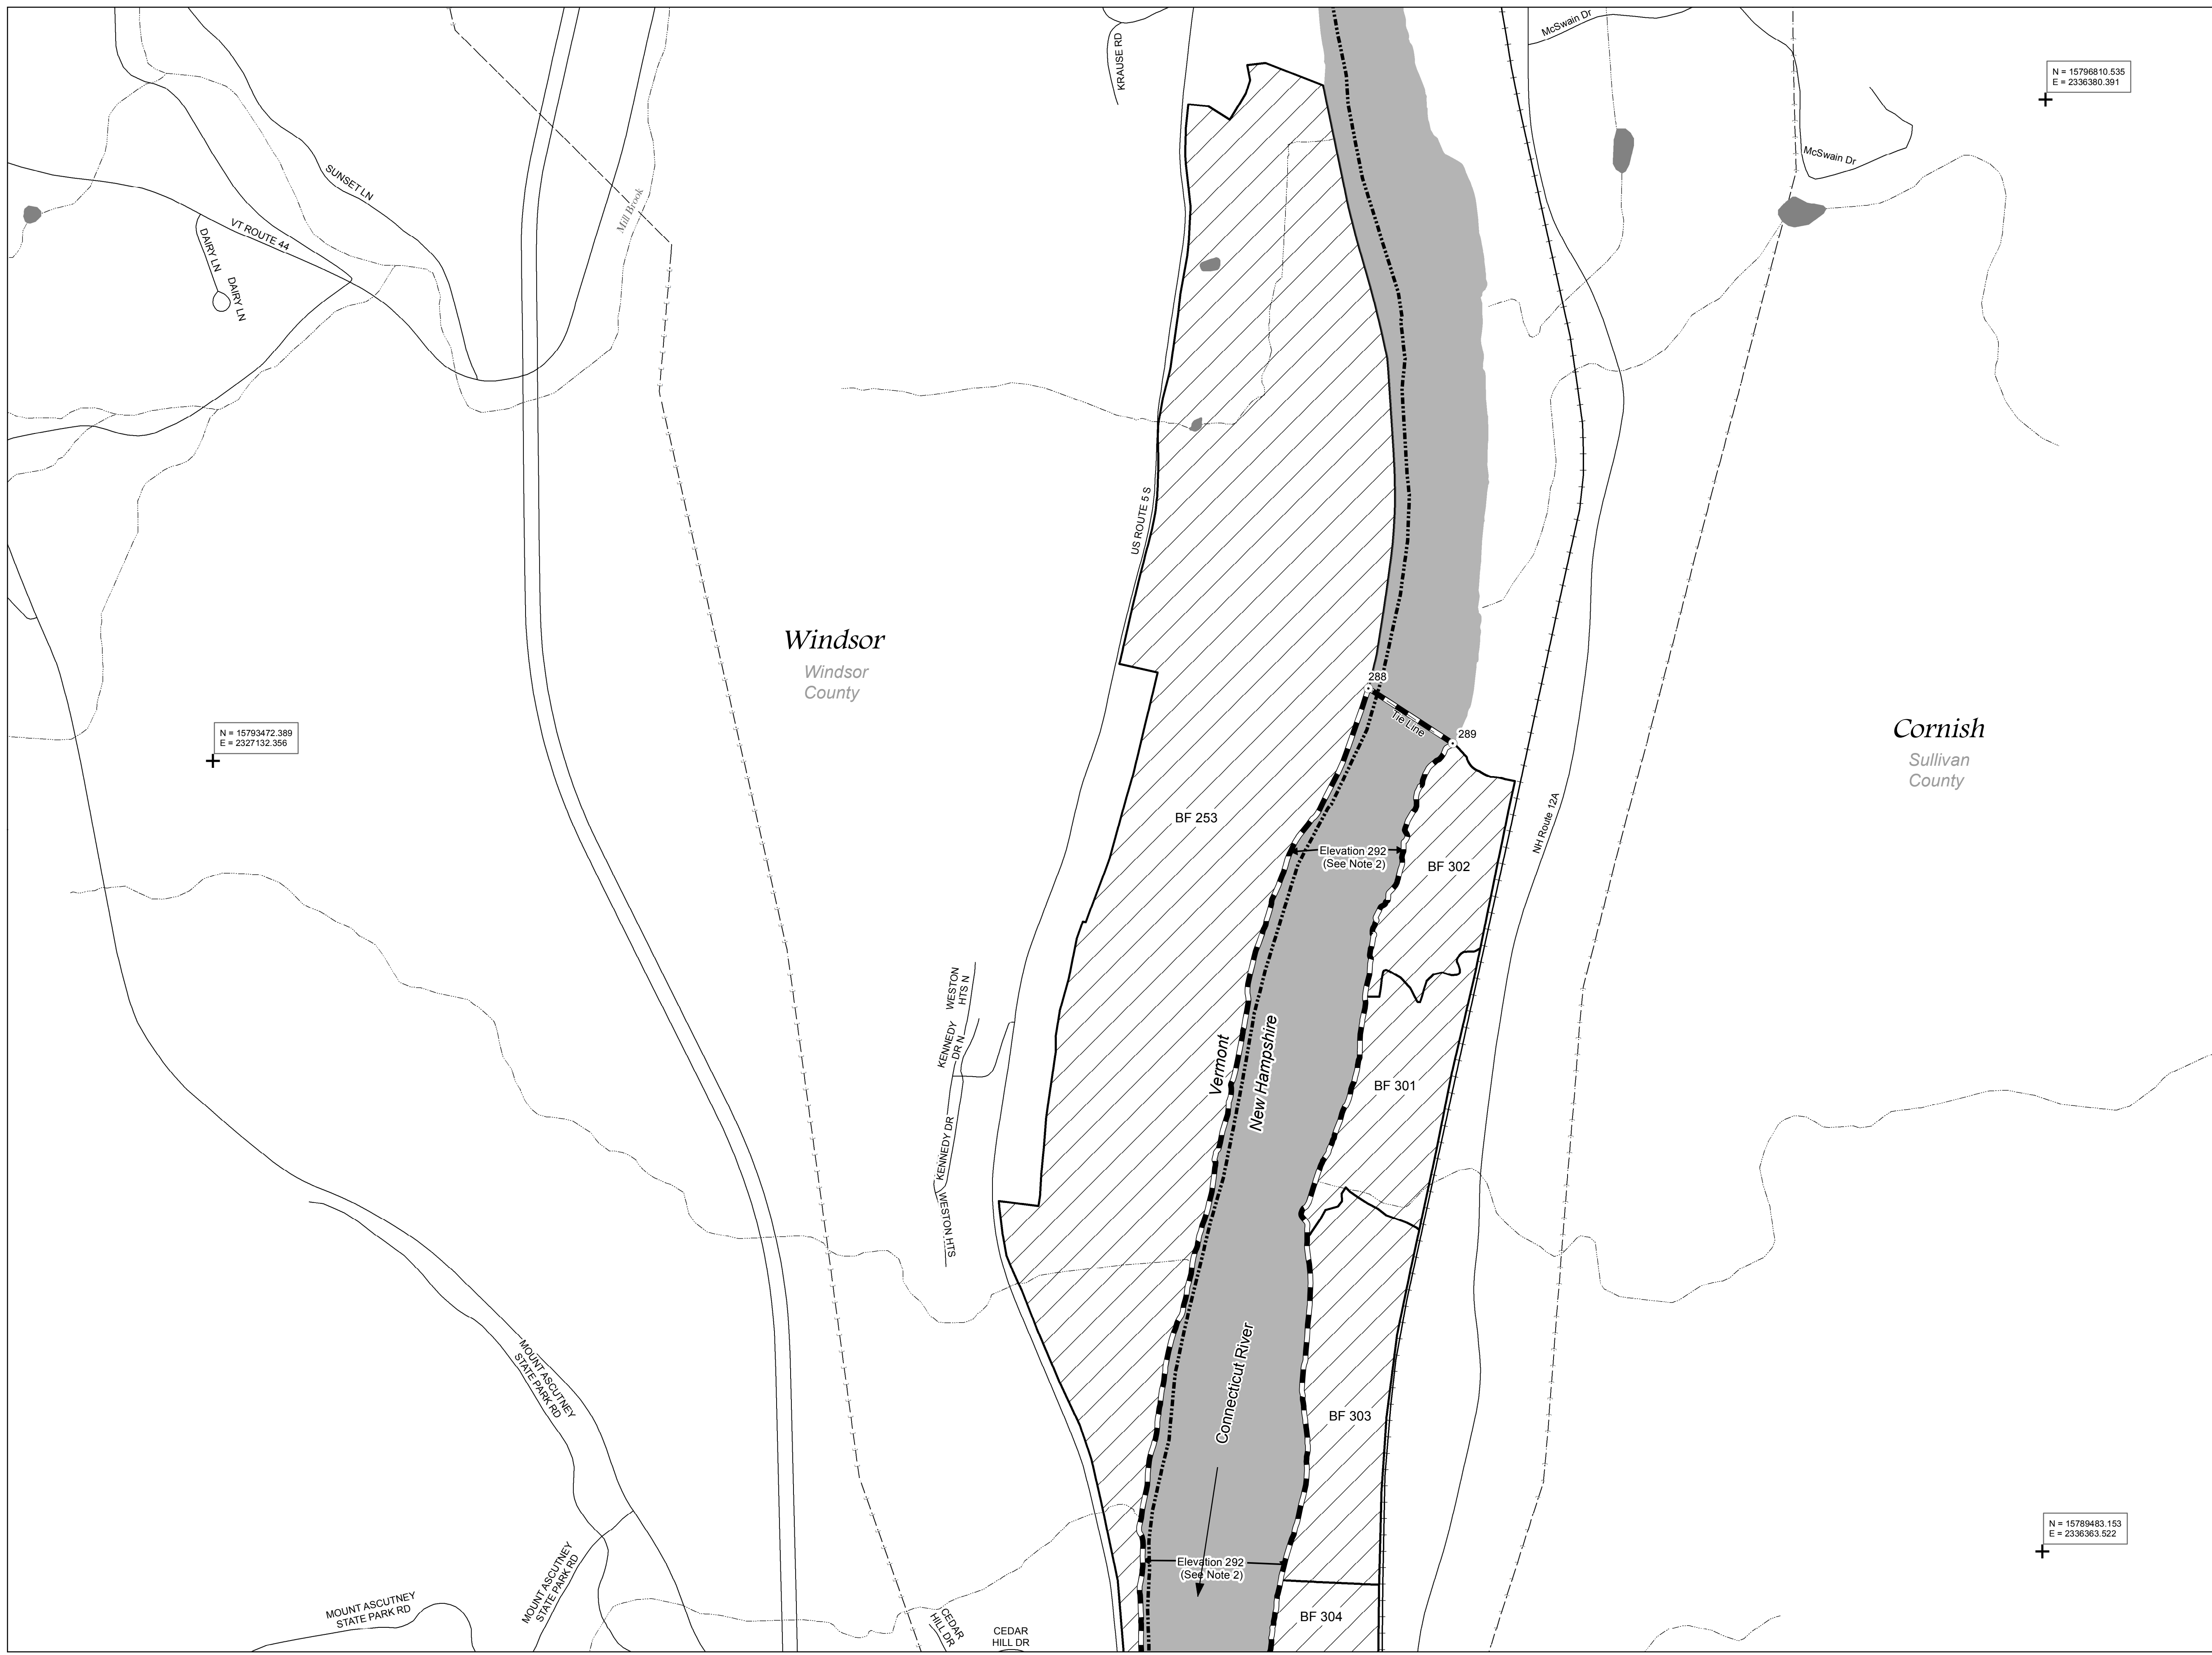 KRAUSE RD
McSwain Dr
N = 15796810.535
E = 2336380.391
McSwain Dr
SUNSET LN
Mill Brook
VT ROUTE 44
DAIRY LN
DAIRY LN
US ROUTE 5 S
Windsor
Windsor
County
288
Tie Line
289
Cornish
Sullivan
County
N = 15793472.389
E = 2327132.356
BF 253
NH Route 12A
Elevation 292
(See Note 2)
BF 302
WESTON
HTS N
KENNEDY
DR N
Vermont
New Hampshire
BF 301
KENNEDY DR
WESTON HTS
Connecticut River
MOUNT ASCUTNEY
STATE PARK RD
BF 303
N = 15789483.153
E = 2336363.522
Elevation 292
(See Note 2)
MOUNT ASCUTNEY
STATE PARK RD
MOUNT ASCUTNEY
STATE PARK RD
CEDAR
HILL DR
CEDAR
HILL DR
BF 304